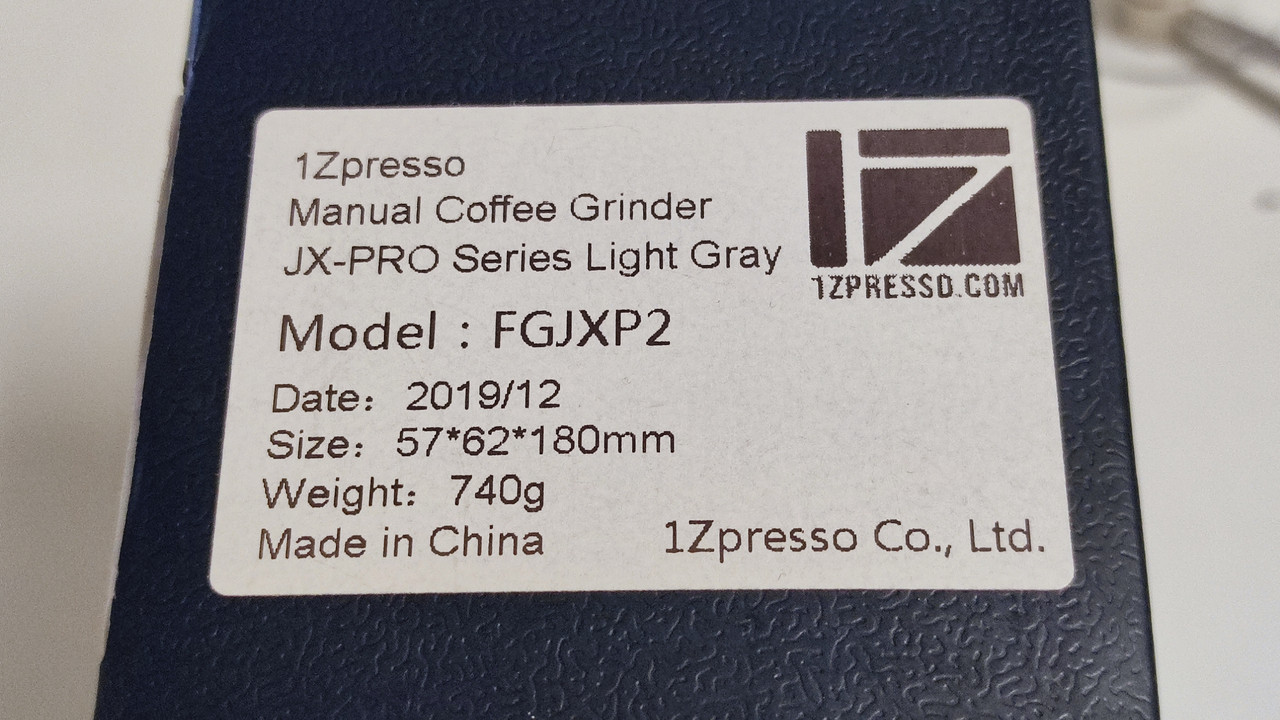 1Zpresso
Manual Coffee Grinder
JX-PRO Series Light Gray
1ZPRESSO.COM
Model : FGJXP2
Date： 2019/12
Size： 57*62*180mm
Weight： 740g
Made in China
1Zpresso Co., Ltd.